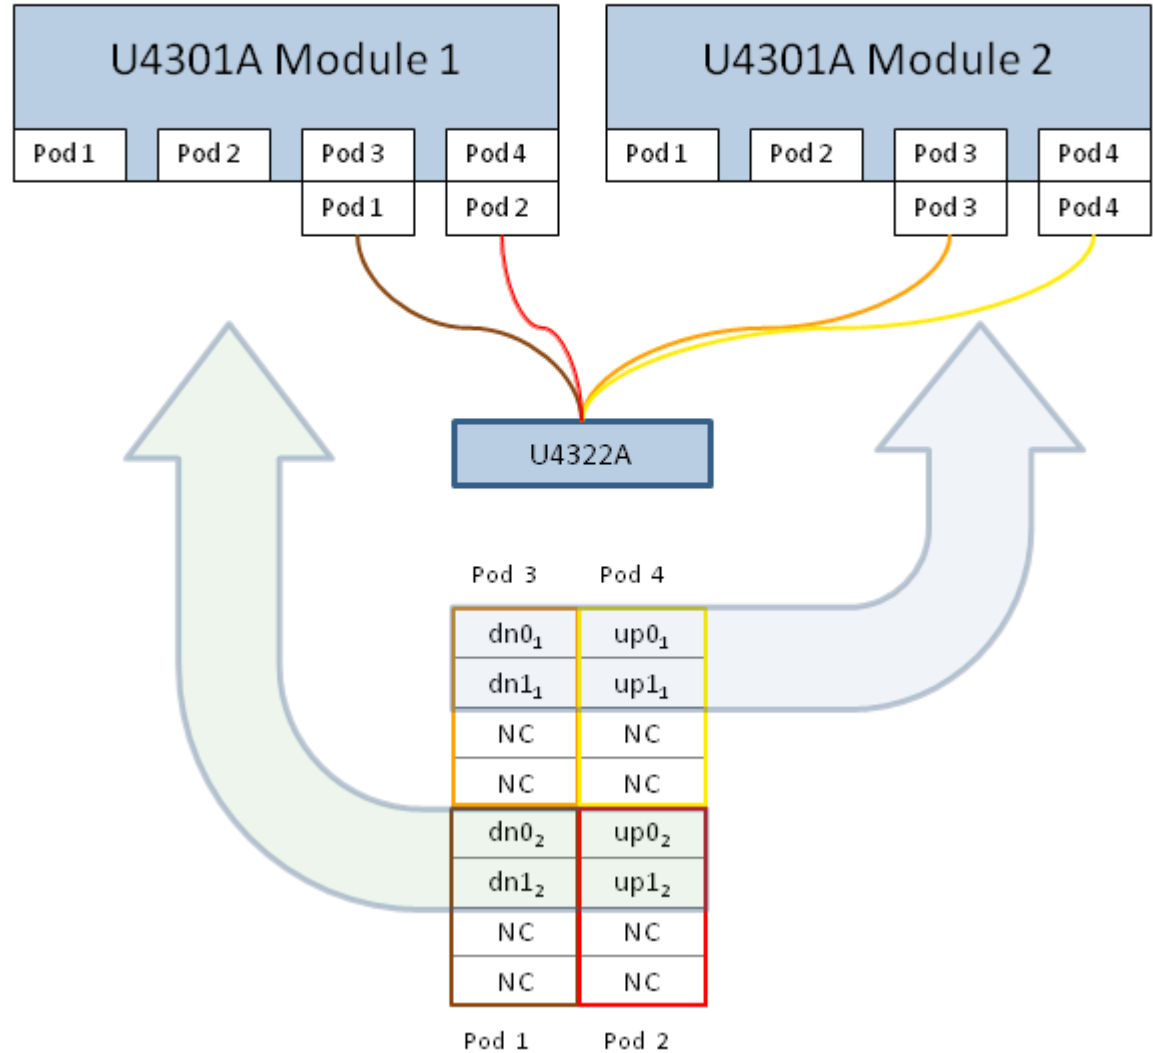 U4301A Module 1 U4301A Module 2
Pod 1 Pod 2 Pod 3 Pod 4 Pod 1 Pod 2 Pod 3 Pod 4
Pod 1 Pod 2 Pod 3 Pod 4
U4322A
Pod 3 Pod 4
dn0₁ up0₁
dn1₁ up1₁
NC NC
NC NC
dn0₂ up0₂
dn1₂ up1₂
NC NC
NC NC
Pod 1 Pod 2